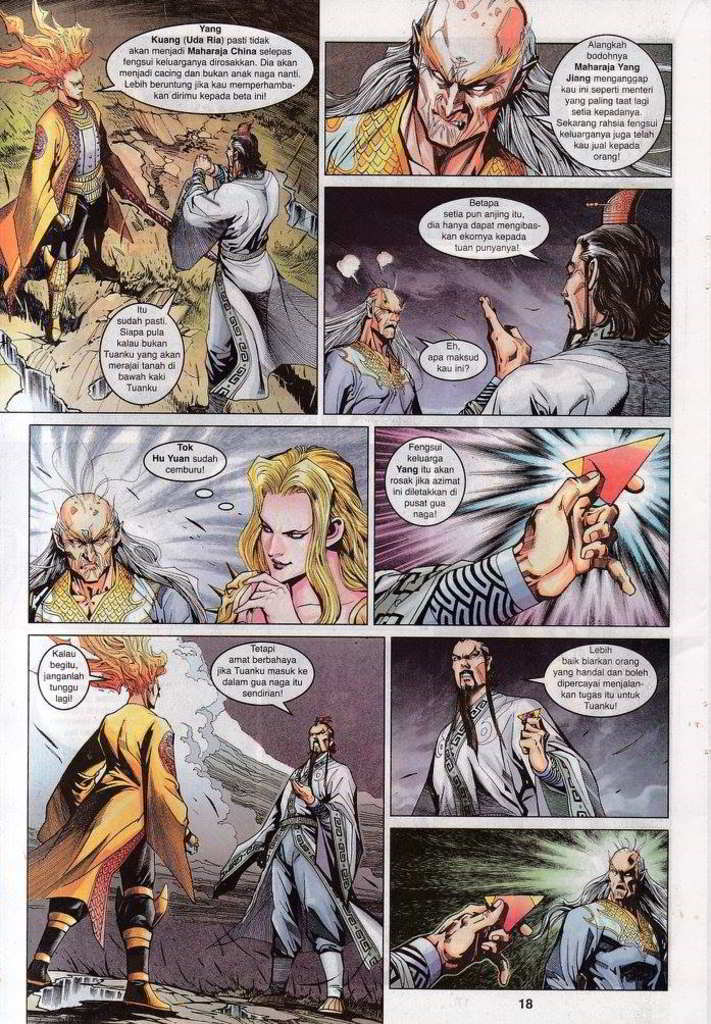 Yang
Kuang (Uda Ria) pasti tidak
akan menjadi Maharaja China selepas
fengsui keluarganya dirosakkan. Dia akan
menjadi cacing dan bukan anak naga nanti.
Lebih beruntung jika kau memperhamba-
kan dirimu kepada beta ini!
Itu
sudah pasti.
Siapa pula
kalau bukan
Tuanku yang akan
merajai tanah di
bawah kaki
Tuanku
Alangkah
bodohnya
Maharaja Yang
Jiang menganggap
kau ini seperti menteri
yang paling taat lagi
setia kepadanya.
Sekarang rahsia fengsui
keluarganya juga telah
kau jual kepada
orang!
Betapa
setia pun anjing itu,
dia hanya dapat mengibas-
kan ekornya kepada
tuan punyanya!
Eh,
apa maksud
kau ini?
Tok
Hu Yuan sudah
cemburu!
Fengsui
keluarga
Yang itu akan
rosak jika azimat
ini diletakkan di
pusat gua
naga!
Kalau
begitu,
janganlah
tunggu
lagi!
Tetapi
amat berbahaya
jika Tuanku masuk ke
dalam gua naga itu
sendirian!
Lebih
baik biarkan orang
yang handal dan boleh
dipercayai menjalan-
kan tugas itu untuk
Tuanku!
18